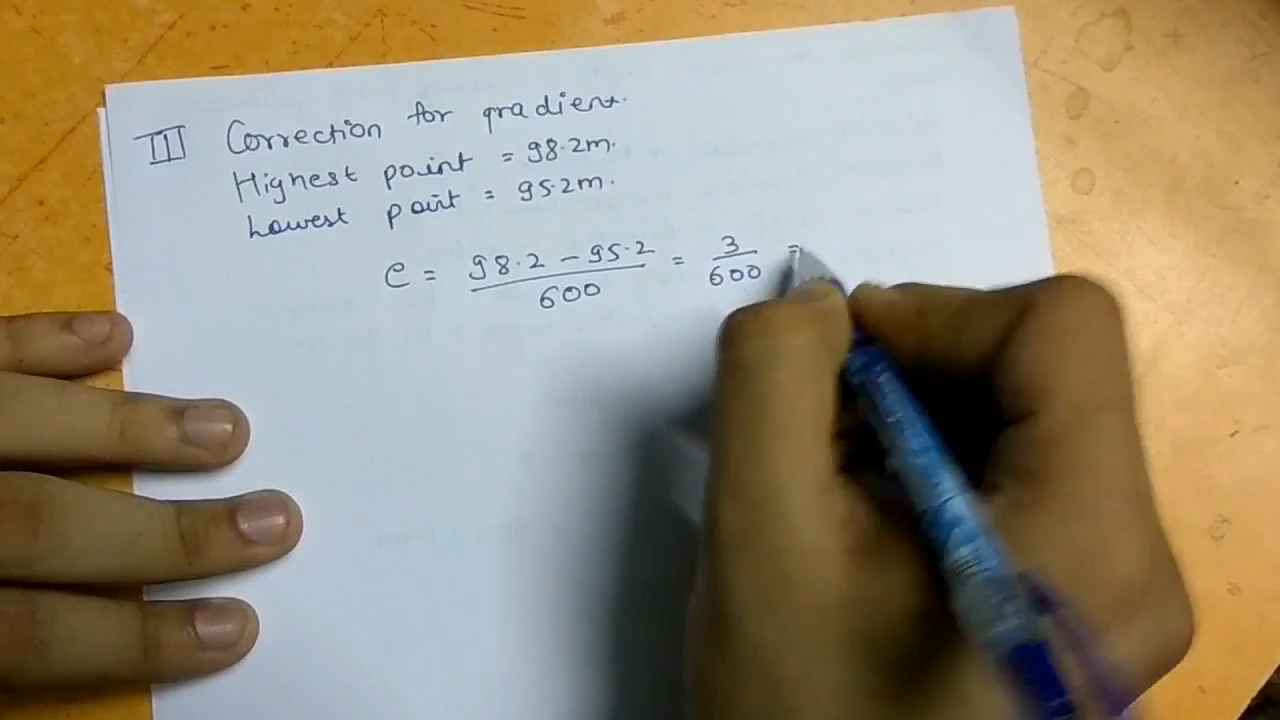 III Correction for gradient.
Highest point = 98.2m.
Lowest point = 95.2m.
e = 98.2 - 95.2 / 600 = 3 / 600 =